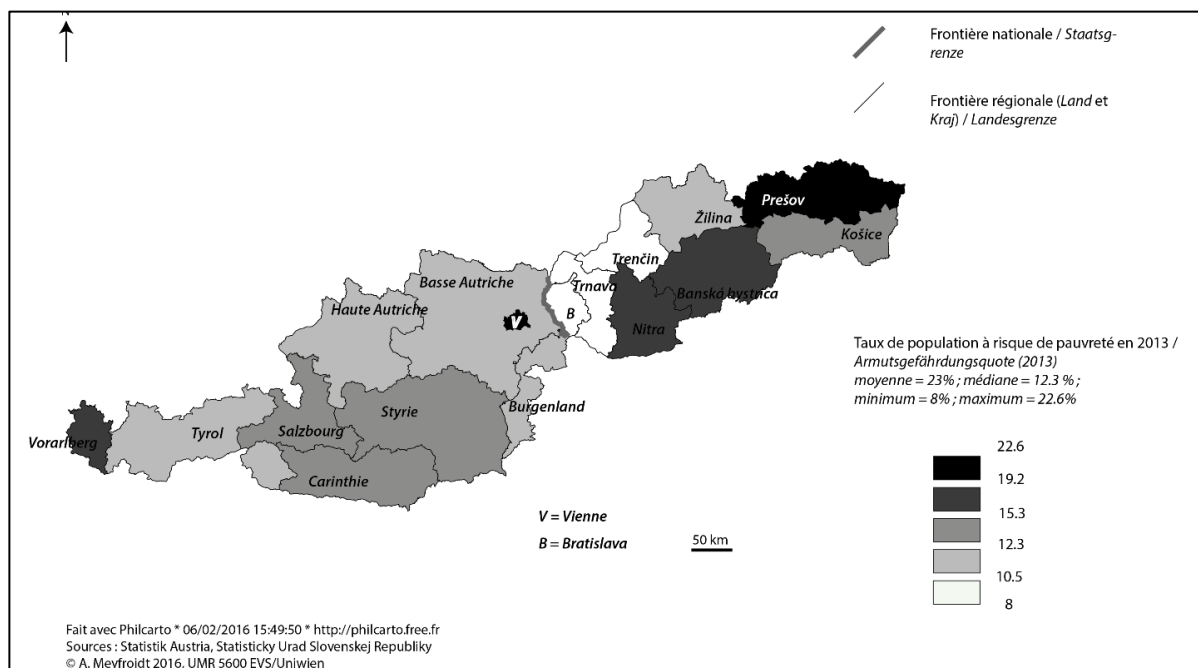 N
Frontière nationale / Staatsg-
renze
Frontière régionale (Land et
Kraj) / Landesgrenze
Prešov
Žilina
Košice
Trenčin
Basse Autriche
Trnava
Banská bystrica
Haute Autriche
V
B
Nitra
Taux de population à risque de pauvreté en 2013 /
Armutsgefährdungsquote (2013)
moyenne = 23% ; médiane = 12.3 % ;
minimum = 8% ; maximum = 22.6%
Burgenland
Styrie
Salzbourg
Tyrol
Vorarlberg
Carinthie
22.6
19.2
15.3
12.3
10.5
8
V = Vienne
B = Bratislava
50 km
Fait avec Philcarto * 06/02/2016 15:49:50 * http://philcarto.free.fr
Sources : Statistik Austria, Statisticky Urad Slovenskej Republiky
© A. Meyfroidt 2016, UMR 5600 EVS/Uniwien